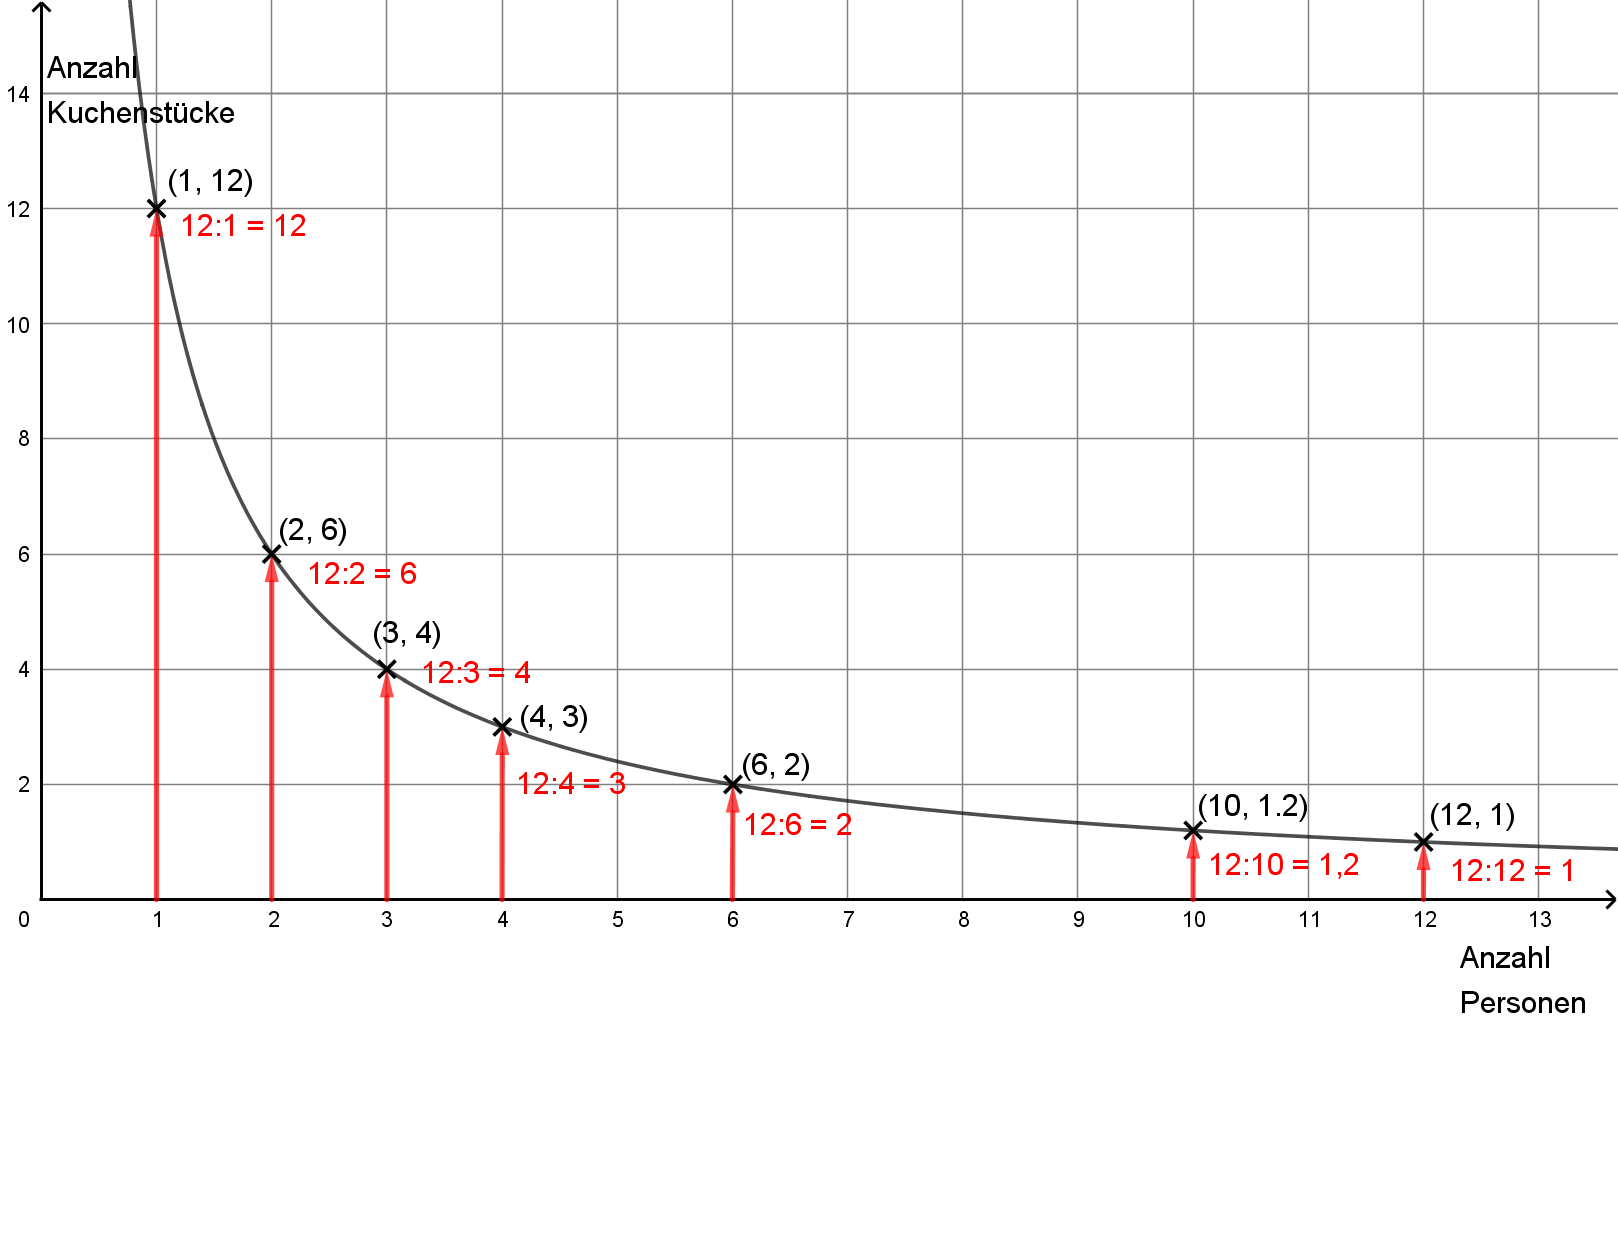 Anzahl
Kuchenstücke
14
(1, 12)
12
12:1 = 12
10
8
(2, 6)
6
12:2 = 6
(3, 4)
4
12:3 = 4
(4, 3)
(6, 2)
2
12:4 = 3
(10, 1.2)
(12, 1)
12:6 = 2
12:10 = 1,2
12:12 = 1
0 1 2 3 4 5 6 7 8 9 10 11 12 13
Anzahl
Personen